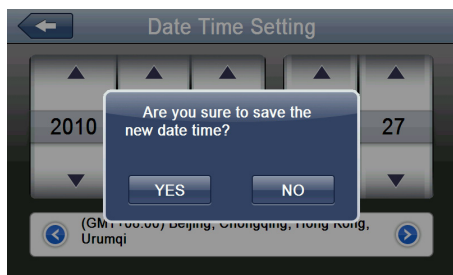 Date Time Setting
2010
27
Are you sure to save the
new date time?
YES
NO
(GMT+08:00) Beijing, Chongqing, Hong Kong,
Urumqi